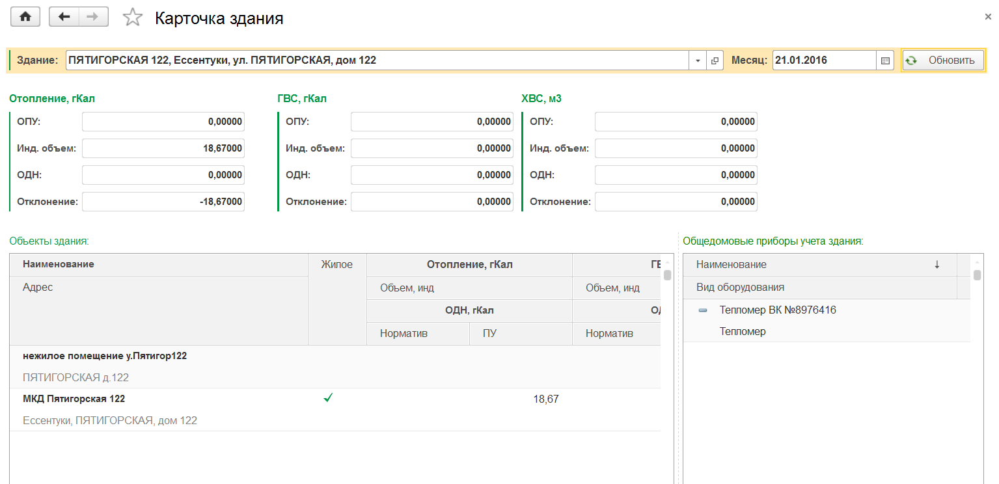 Карточка здания
Здание: ПЯТИГОРСКАЯ 122, Ессентуки, ул. ПЯТИГОРСКАЯ, дом 122 Месяц: 21.01.2016 Обновить
Отопление, гКал ГВС, гКал ХВС, м3
ОПУ: 0,00000 ОПУ: 0,00000 ОПУ: 0,00000
Инд. объем: 18,67000 Инд. объем: 0,00000 Инд. объем: 0,00000
ОДН: 0,00000 ОДН: 0,00000 ОДН: 0,00000
Отклонение: -18,67000 Отклонение: 0,00000 Отклонение: 0,00000
Объекты здания:
Наименование Жилое Отопление, гКал ГВ
Адрес Объем, инд Объем, инд
ОДН, гКал ОД
Норматив ПУ Норматив
нежилое помещение у.Пятигор122
ПЯТИГОРСКАЯ д.122
МКД Пятигорская 122 18,67
Ессентуки, ПЯТИГОРСКАЯ, дом 122
Общедомовые приборы учета здания:
Наименование
Вид оборудования
Тепломер ВК №8976416
Тепломер